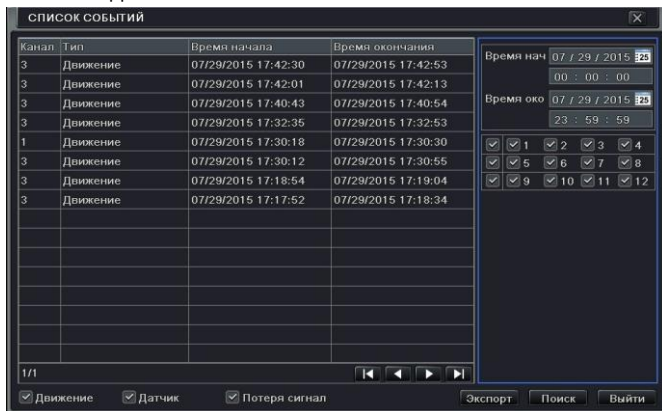 СПИСОК СОБЫТИЙ
Канал Тип Время начала Время окончания
3 Движение 07/29/2015 17:42:30 07/29/2015 17:42:53
3 Движение 07/29/2015 17:42:01 07/29/2015 17:42:13
3 Движение 07/29/2015 17:40:43 07/29/2015 17:40:54
3 Движение 07/29/2015 17:32:35 07/29/2015 17:32:53
1 Движение 07/29/2015 17:30:18 07/29/2015 17:30:30
3 Движение 07/29/2015 17:30:12 07/29/2015 17:30:55
3 Движение 07/29/2015 17:18:54 07/29/2015 17:19:04
3 Движение 07/29/2015 17:17:52 07/29/2015 17:18:34
1/1
Время нач 07 / 29 / 2015 25
00 : 00 : 00
Время око 07 / 29 / 2015 25
23 : 59 : 59
1 2 3 4
5 6 7 8
9 10 11 12
Движение Датчик Потеря сигнал Экспорт Поиск Выйти